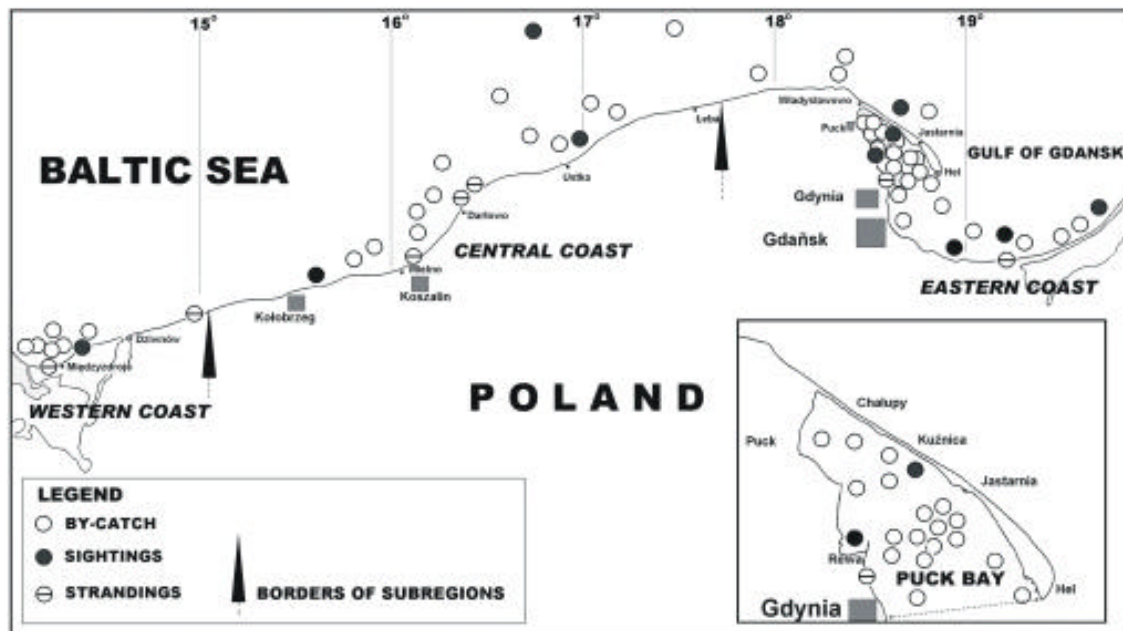 15° 16° 17° 18° 19°
BALTIC SEA
Władysławowo
Puck
Jastarnia
GULF OF GDANSK
Hel
Łeba
Ustka
Gdynia
Gdańsk
Darłowo
CENTRAL COAST
Mielno
Koszalin
EASTERN COAST
Kołobrzeg
Dziwnów
Międzyzdroje
WESTERN COAST
POLAND
LEGEND
BY-CATCH
SIGHTINGS
STRANDINGS
BORDERS OF SUBREGIONS
Chałupy
Puck
Kuźnica
Jastarnia
Rewa
PUCK BAY
Hel
Gdynia